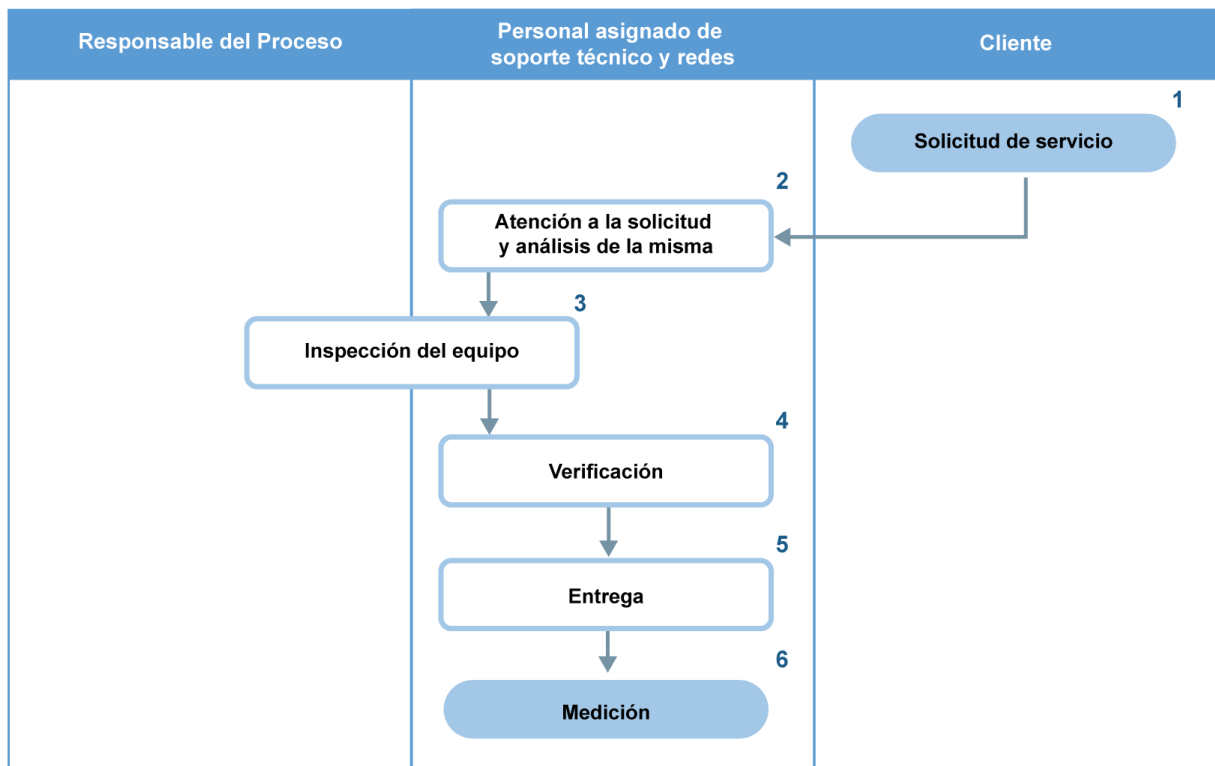 Responsable del Proceso
Personal asignado de
soporte técnico y redes
Cliente
1
Solicitud de servicio
2
Atención a la solicitud
y análisis de la misma
3
Inspección del equipo
4
Verificación
5
Entrega
6
Medición